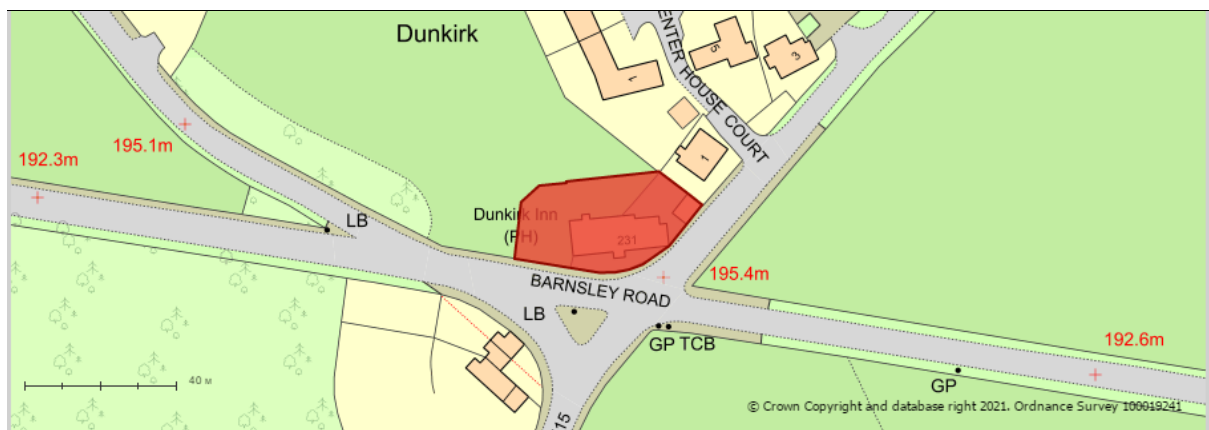 Dunkirk
ENTER HOUSE COURT
5
3
1
195.1m
192.3m
1
LB
Dunkirk Inn
(PH)
231
195.4m
BARNSLEY ROAD
LB
GP TCB
192.6m
GP
40 M
15
© Crown Copyright and database right 2021. Ordnance Survey 100019241